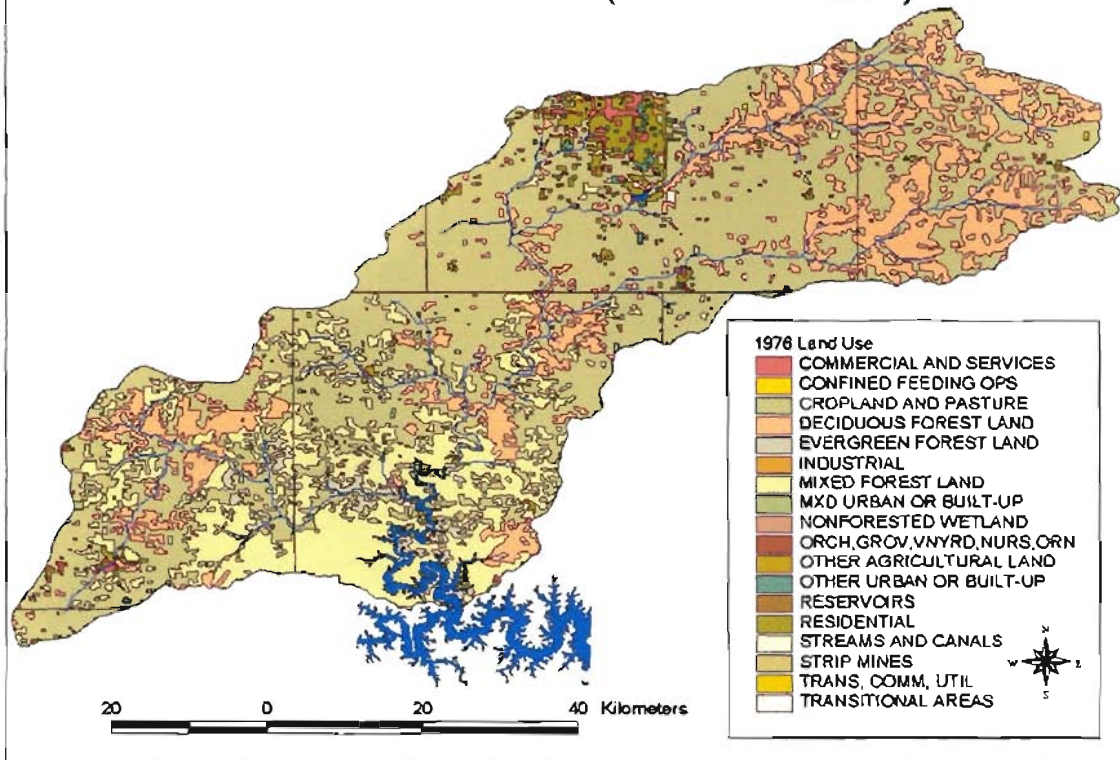 1976 Land Use
COMMERCIAL AND SERVICES
CONFINED FEEDING OPS
CROPLAND AND PASTURE
DECIDUOUS FOREST LAND
EVERGREEN FOREST LAND
INDUSTRIAL
MIXED FOREST LAND
MXD URBAN OR BUILT-UP
NONFORESTED WETLAND
ORCH,GROV,VNYRD,NURS,ORN
OTHER AGRICULTURAL LAND
OTHER URBAN OR BUILT-UP
RESERVOIRS
RESIDENTIAL
STREAMS AND CANALS
STRIP MINES
TRANS, COMM, UTIL
TRANSITIONAL AREAS
N
W E
S
20 0 20 40 Kilometers